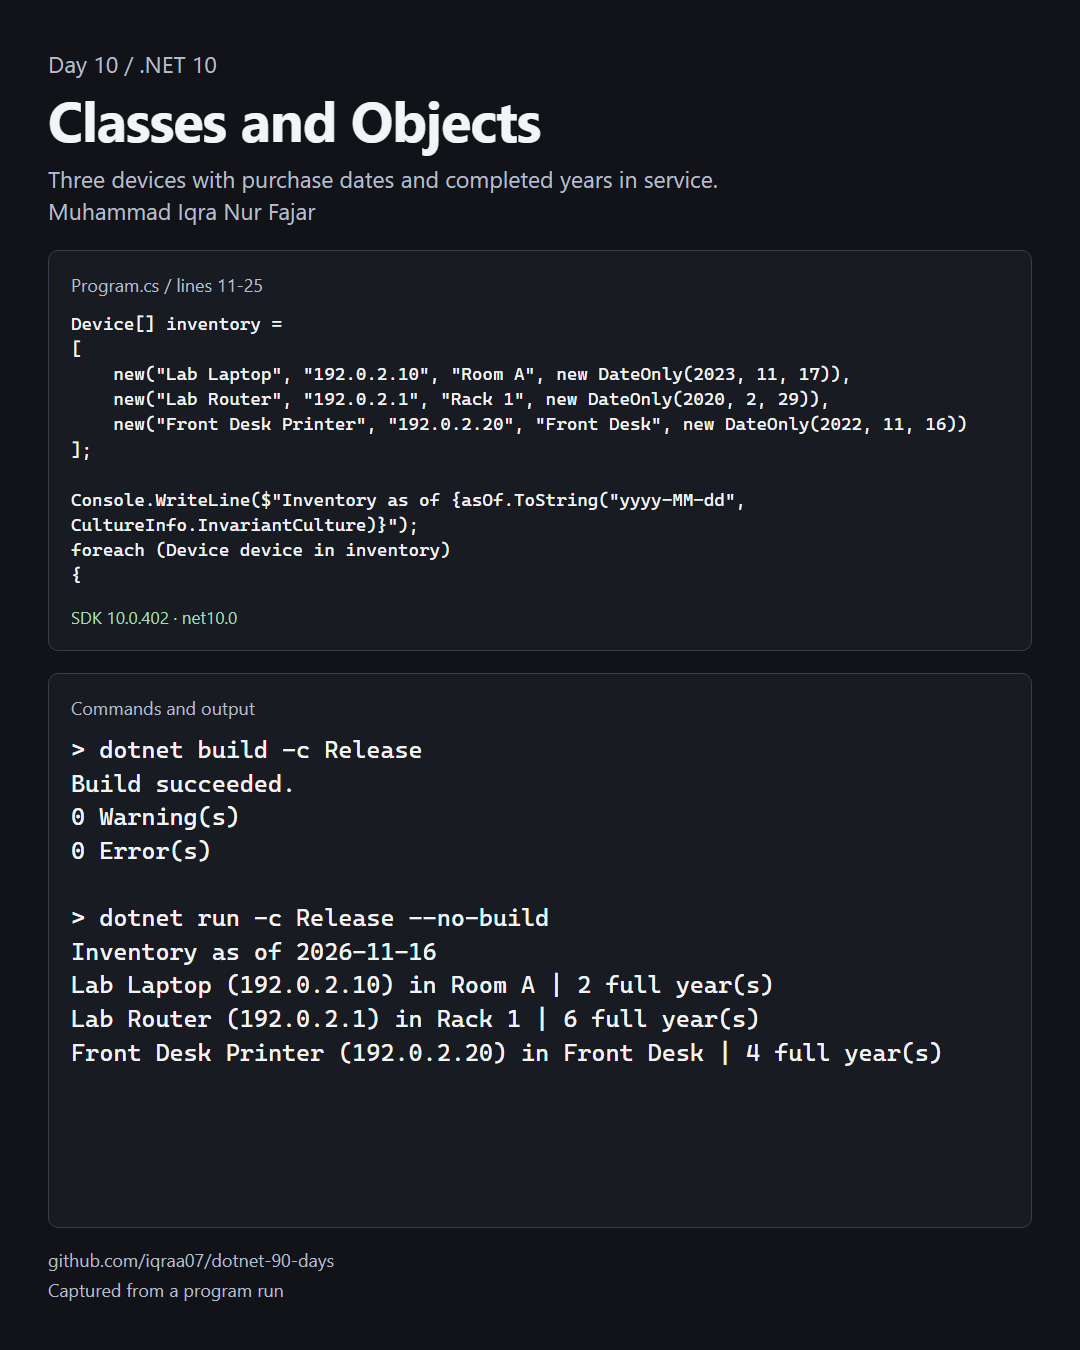 Day 10 / .NET 10
Classes and Objects
Three devices with purchase dates and completed years in service.
Muhammad Iqra Nur Fajar
Program.cs / lines 11-25
Device[] inventory =
[
    new("Lab Laptop", "192.0.2.10", "Room A", new DateOnly(2023, 11, 17)),
    new("Lab Router", "192.0.2.1", "Rack 1", new DateOnly(2020, 2, 29)),
    new("Front Desk Printer", "192.0.2.20", "Front Desk", new DateOnly(2022, 11, 16))
];
Console.WriteLine($"Inventory as of {asOf.ToString("yyyy-MM-dd",
CultureInfo.InvariantCulture)}");
foreach (Device device in inventory)
{
SDK 10.0.402 · net10.0
Commands and output
> dotnet build -c Release
Build succeeded.
0 Warning(s)
0 Error(s)
> dotnet run -c Release --no-build
Inventory as of 2026-11-16
Lab Laptop (192.0.2.10) in Room A | 2 full year(s)
Lab Router (192.0.2.1) in Rack 1 | 6 full year(s)
Front Desk Printer (192.0.2.20) in Front Desk | 4 full year(s)
github.com/iqraa07/dotnet-90-days
Captured from a program run